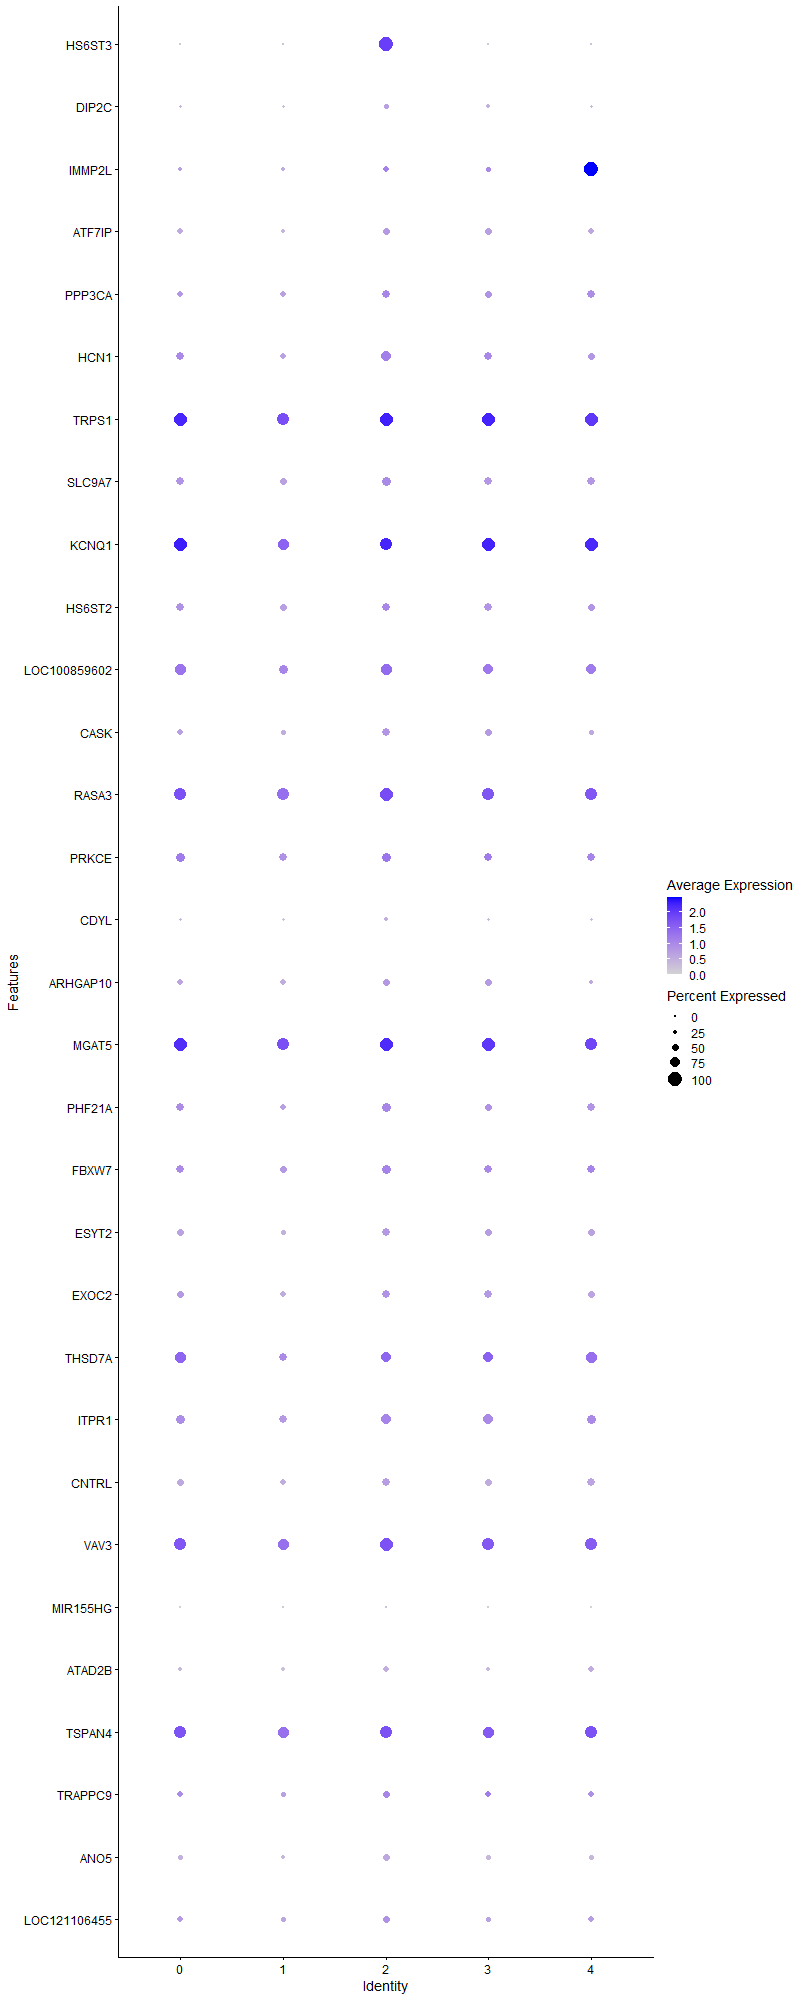 HS6ST3
DIP2C
IMMP2L
ATF7IP
PPP3CA
HCN1
TRPS1
SLC9A7
KCNQ1
HS6ST2
LOC100859602
CASK
RASA3
PRKCE
CDYL
ARHGAP10
MGAT5
PHF21A
FBXW7
ESYT2
EXOC2
THSD7A
ITPR1
CNTRL
VAV3
MIR155HG
ATAD2B
TSPAN4
TRAPPC9
ANO5
LOC121106455
Features
0 1 2 3 4
Identity
Average Expression
2.0
1.5
1.0
0.5
0.0
Percent Expressed
0
25
50
75
100